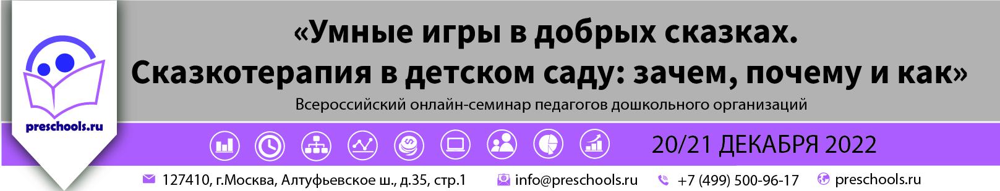 «Умные игры в добрых сказках.
Сказкотерапия в детском саду: зачем, почему и как»
Всероссийский онлайн-семинар педагогов дошкольного организаций
preschools.ru
20/21 ДЕКАБРЯ 2022
127410, г.Москва, Алтуфьевское ш., д.35, стр.1
info@preschools.ru
+7 (499) 500-96-17
preschools.ru